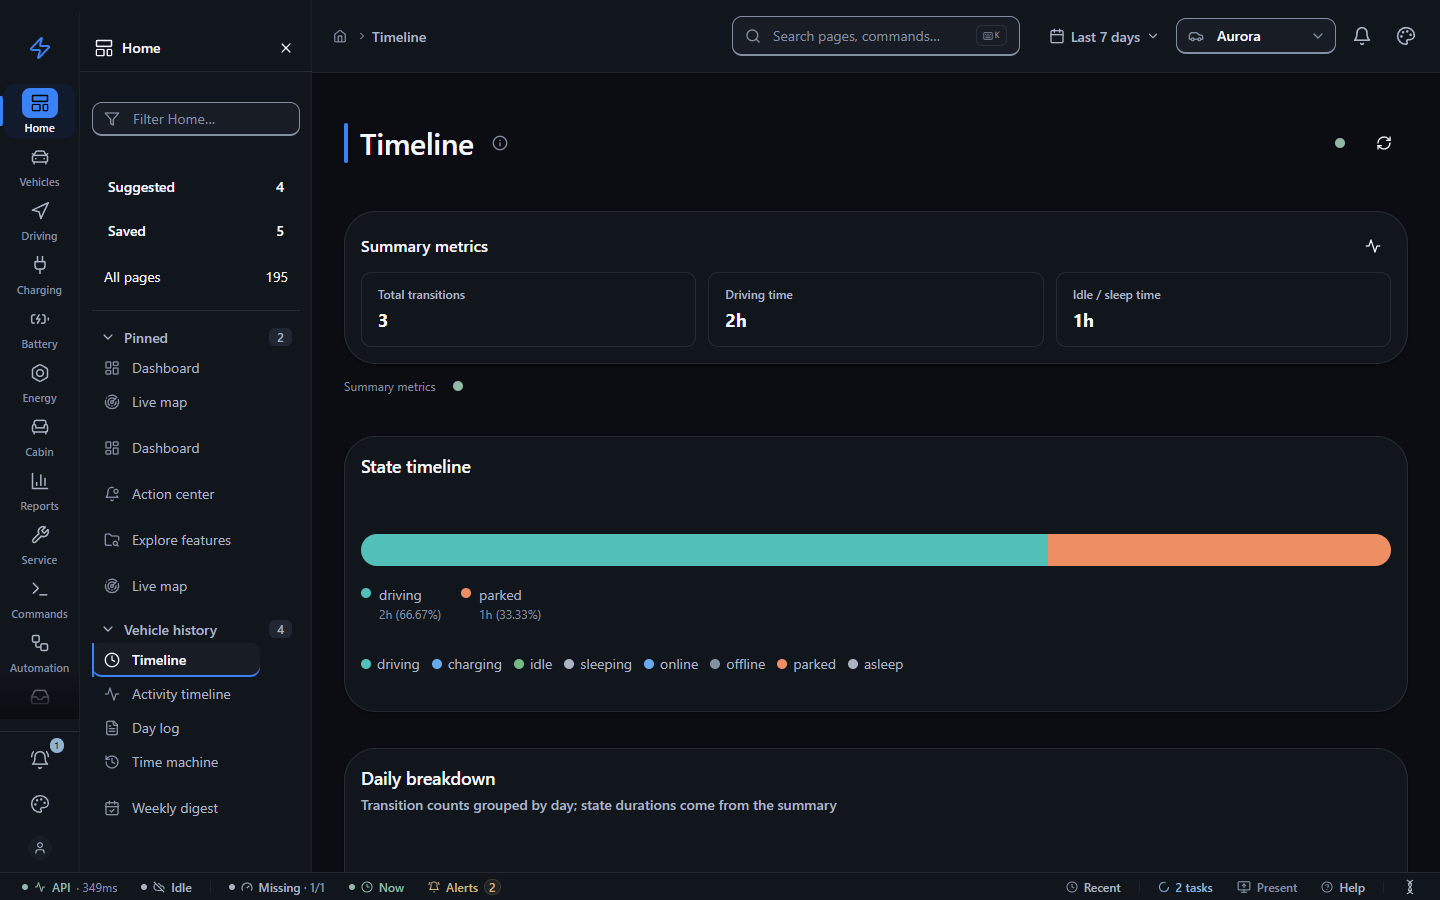 Home
Vehicles
Driving
Charging
Battery
Energy
Cabin
Reports
Service
Commands
Automation
1
Home
Filter Home...
Suggested 4
Saved 5
All pages 195
Pinned 2
Dashboard
Live map
Dashboard
Action center
Explore features
Live map
Vehicle history 4
Timeline
Activity timeline
Day log
Time machine
Weekly digest
Timeline
Search pages, commands... K
Last 7 days
Aurora
Timeline
Summary metrics
Total transitions
3
Driving time
2h
Idle / sleep time
1h
Summary metrics
State timeline
driving
2h (66.67%)
parked
1h (33.33%)
driving charging idle sleeping online offline parked asleep
Daily breakdown
Transition counts grouped by day; state durations come from the summary
API · 349ms Idle Missing · 1/1 Now Alerts 2 Recent 2 tasks Present Help